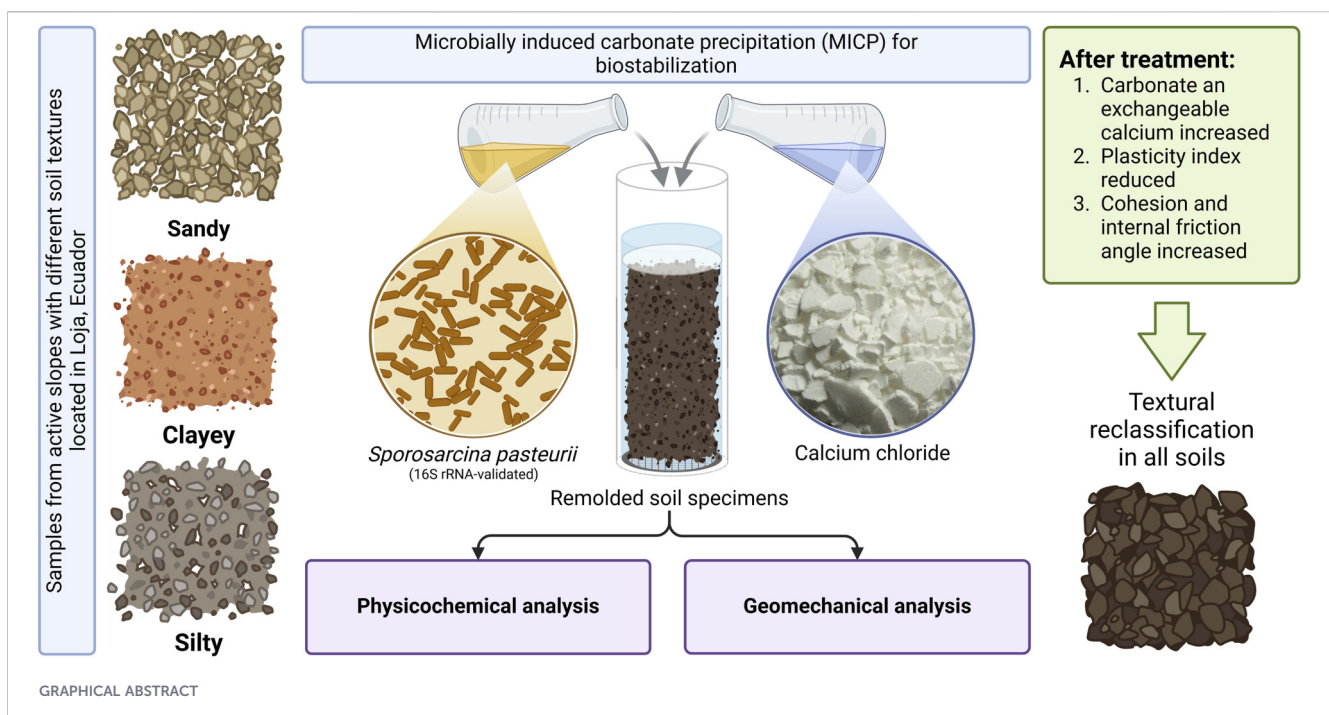 Samples from active slopes with different soil textures
located in Loja, Ecuador
Sandy
Clayey
Silty
Microbially induced carbonate precipitation (MICP) for
biostabilization
Sporosarcina pasteurii
(16S rRNA-validated)
Calcium chloride
Remolded soil specimens
Physicochemical analysis
Geomechanical analysis
After treatment:
1. Carbonate an
exchangeable
calcium increased
2. Plasticity index
reduced
3. Cohesion and
internal friction
angle increased
Textural
reclassification
in all soils
GRAPHICAL ABSTRACT